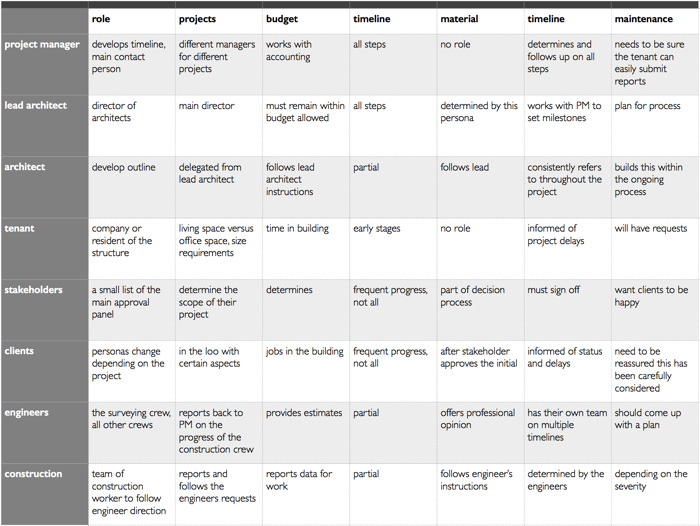 role projects budget timeline material timeline maintenance
project manager develops timeline, different managers works with all steps no role determines and needs to be sure
main contact for different accounting follows up on all the tenant can
person projects steps easily submit
reports
lead architect director of main director must remain within all steps determined by this works with PM to plan for process
architects budget allowed persona set milestones
architect develop outline delegated from follows lead partial follows lead consistently refers builds this within
lead architect architect to throughout the the ongoing
instructions project process
tenant company or living space versus time in building early stages no role informed of will have requests
resident of the office space, size project delays
structure requirements
stakeholders a small list of the determine the determines frequent progress, part of decision must sign off want clients to be
main approval scope of their not all process happy
panel project
clients personas change in the loo with jobs in the building frequent progress, after stakeholder informed of status need to be
depending on the certain aspects not all approves the initial and delays reassured this has
project been carefully
considered
engineers the surveying crew, reports back to provides estimates partial offers professional has their own team should come up
all other crews PM on the opinion on multiple with a plan
progress of the timelines
construction crew
construction team of reports and reports data for partial follows engineer's determined by the depending on the
construction follows the work instructions engineers severity
worker to follow engineers requests
engineer direction